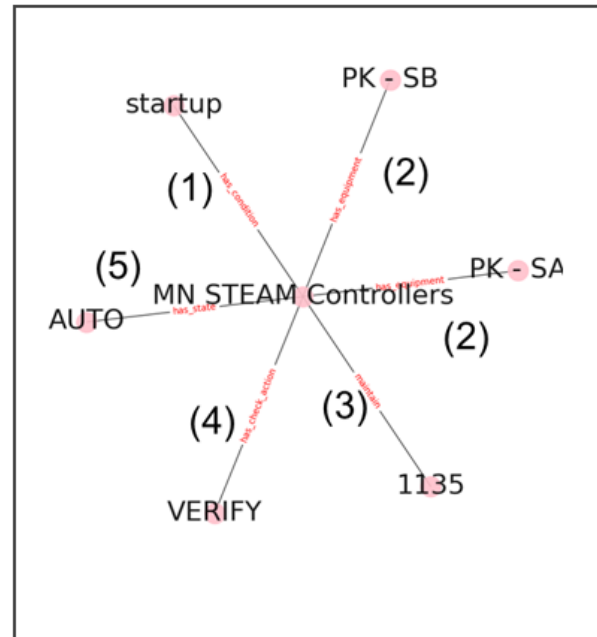 PK - SB
startup
(1)
has_condition
(2)
has_equipment
PK - SA
has_equipment
(5)
MN STEAM Controllers
AUTO
has_state
(2)
(4)
has_check_action
(3)
maintain
1135
VERIFY